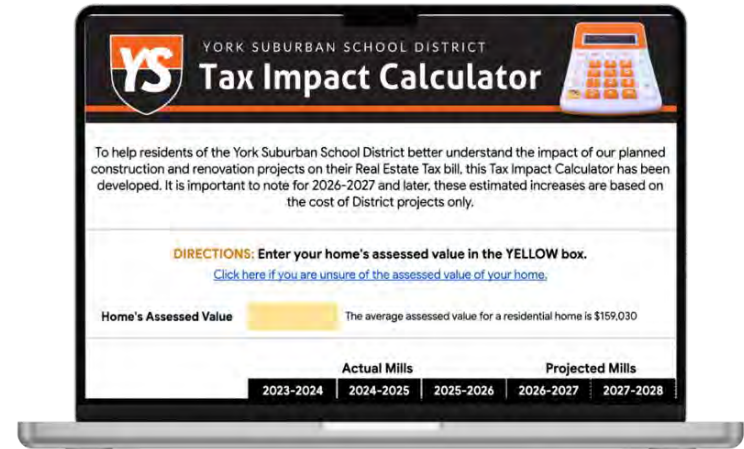 YS
YORK SUBURBAN SCHOOL DISTRICT
Tax Impact Calculator
To help residents of the York Suburban School District better understand the impact of our planned
construction and renovation projects on their Real Estate Tax bill, this Tax Impact Calculator has been
developed. It is important to note for 2026-2027 and later, these estimated increases are based on
the cost of District projects only.
DIRECTIONS: Enter your home's assessed value in the YELLOW box.
Click here if you are unsure of the assessed value of your home.
Home's Assessed Value The average assessed value for a residential home is $159,030
Actual Mills Projected Mills
2023-2024 2024-2025 2025-2026 2026-2027 2027-2028